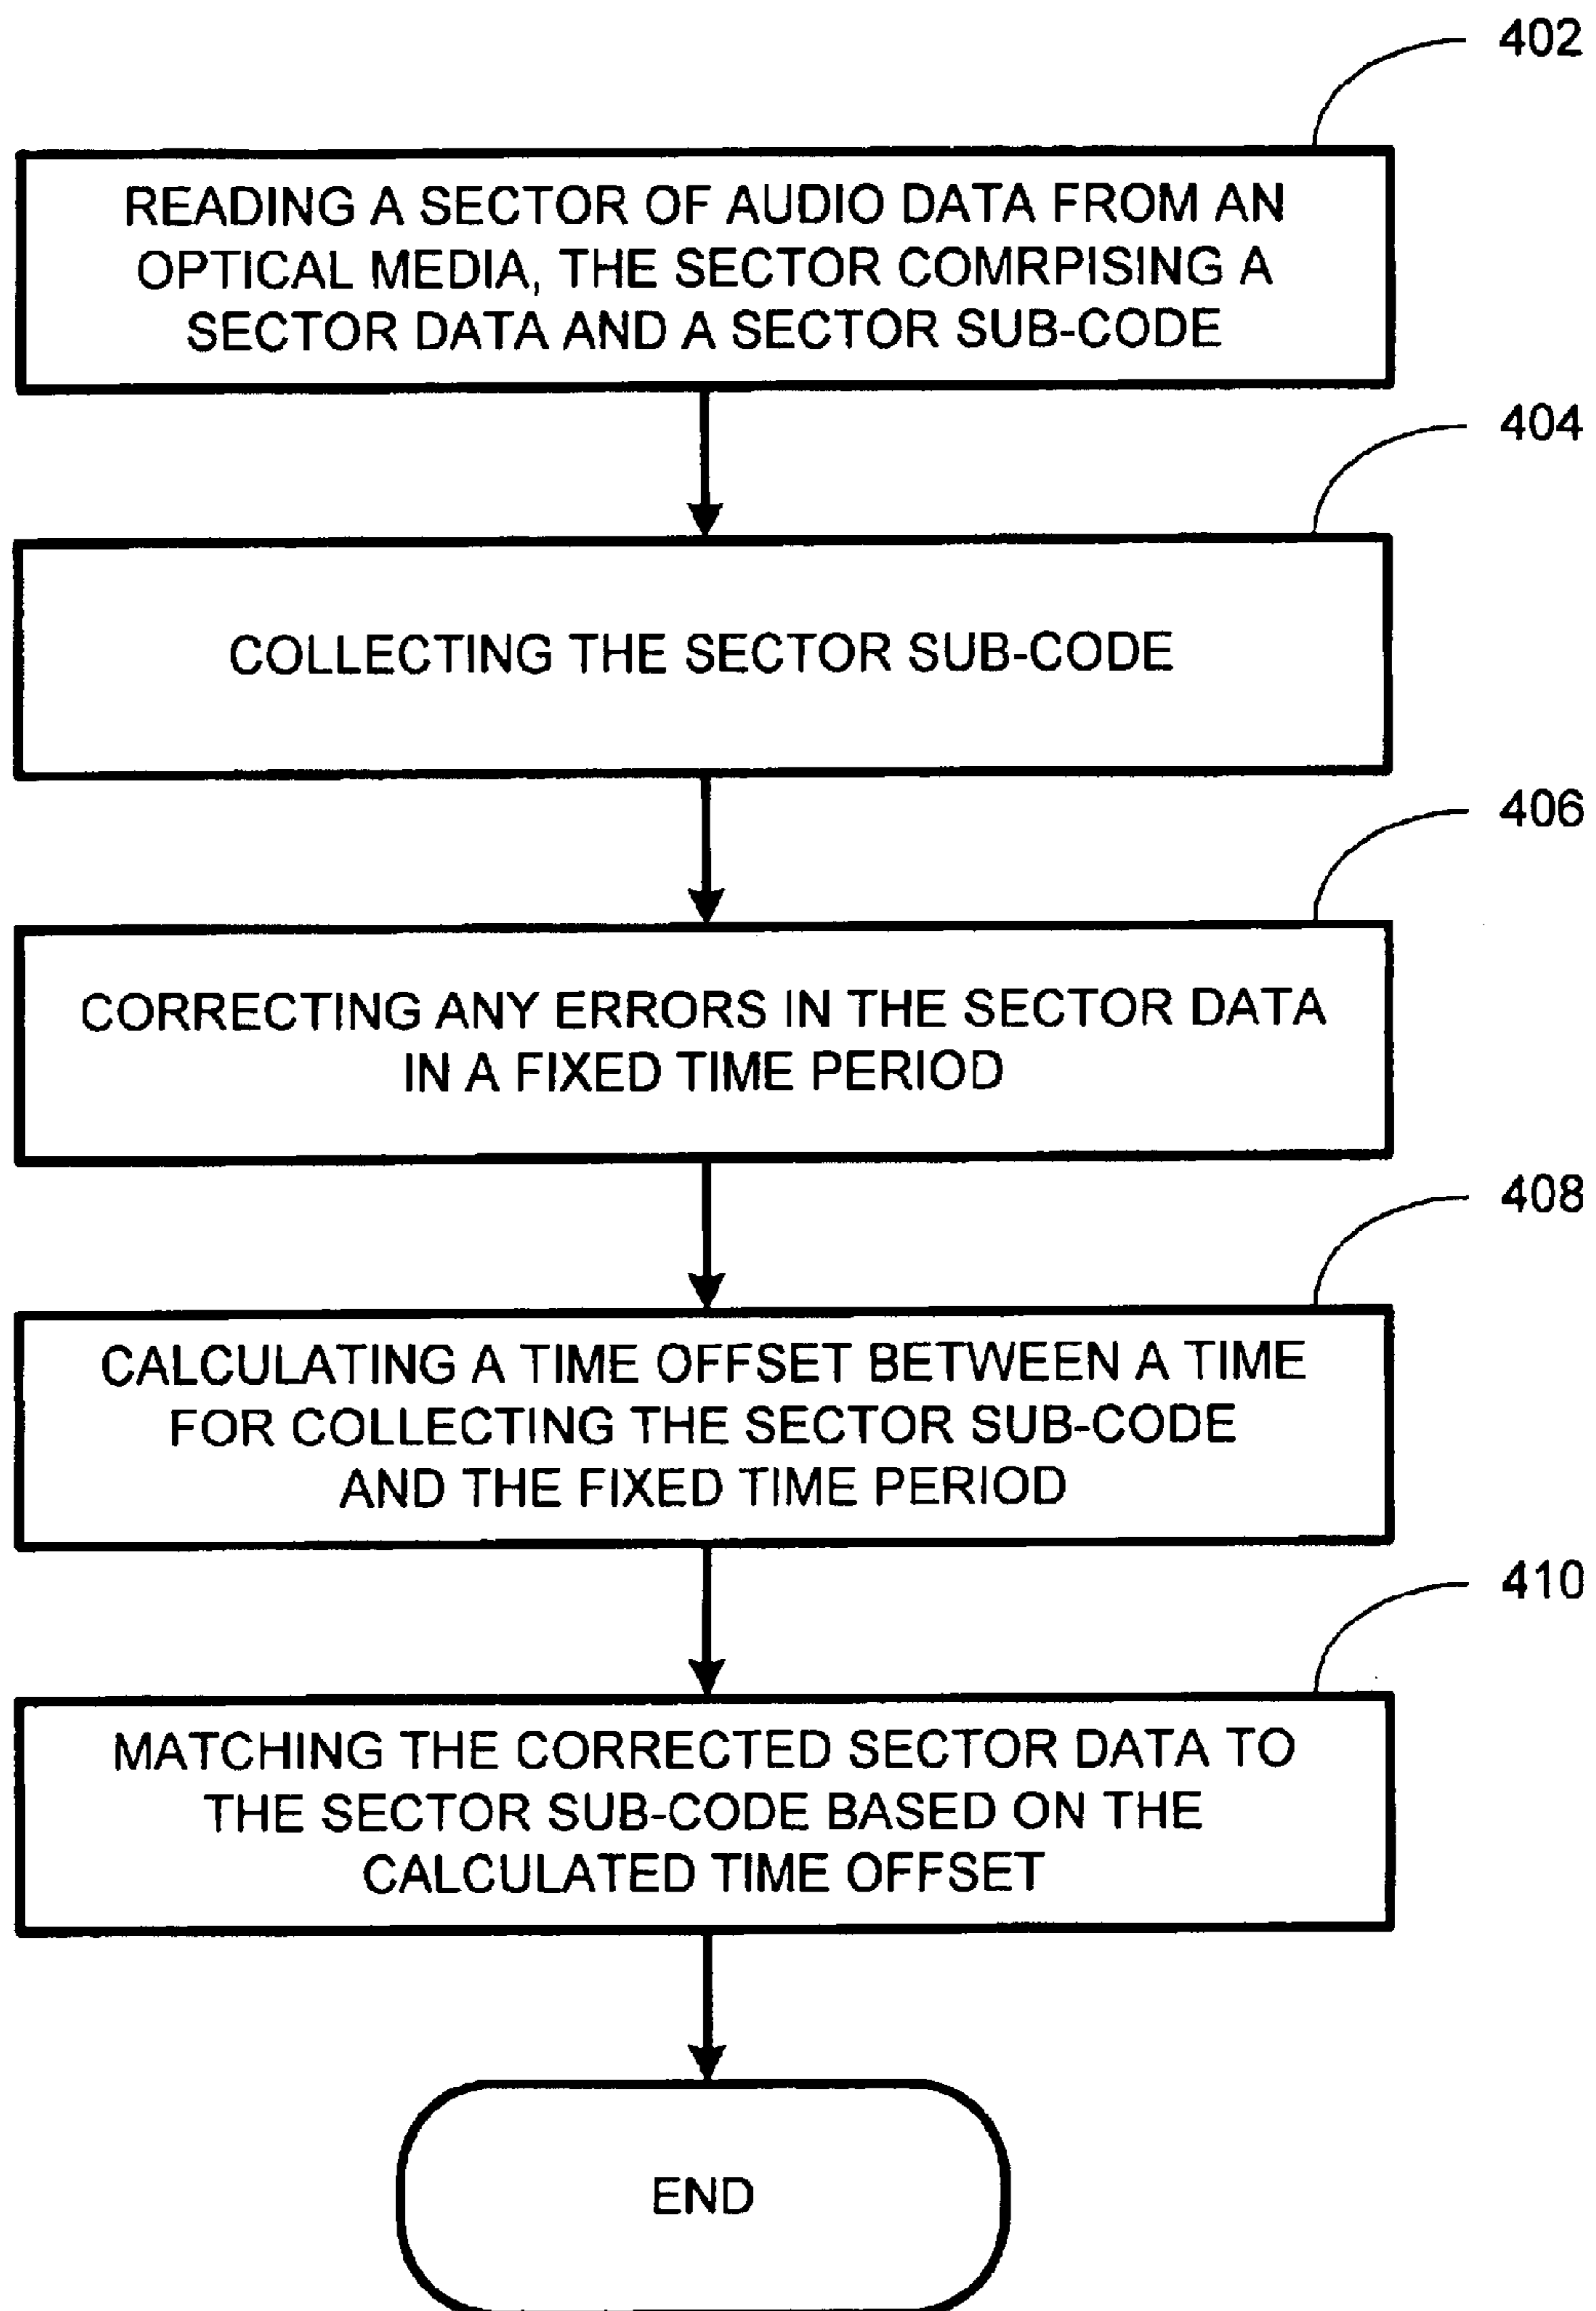 402
READING A SECTOR OF AUDIO DATA FROM AN
OPTICAL MEDIA, THE SECTOR COMRPISING A
SECTOR DATA AND A SECTOR SUB-CODE
404
COLLECTING THE SECTOR SUB-CODE
406
CORRECTING ANY ERRORS IN THE SECTOR DATA
IN A FIXED TIME PERIOD
408
CALCULATING A TIME OFFSET BETWEEN A TIME
FOR COLLECTING THE SECTOR SUB-CODE
AND THE FIXED TIME PERIOD
410
MATCHING THE CORRECTED SECTOR DATA TO
THE SECTOR SUB-CODE BASED ON THE
CALCULATED TIME OFFSET
END